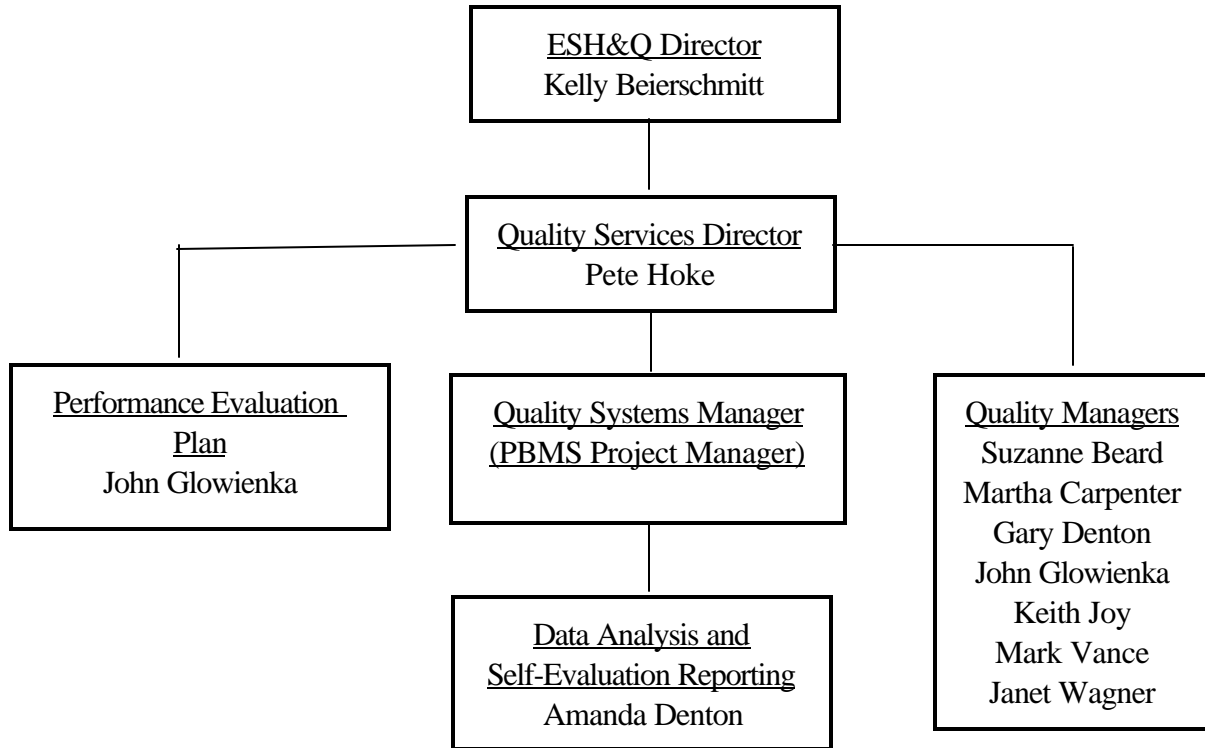 ESH&Q Director
Kelly Beierschmitt
Quality Services Director
Pete Hoke
Performance Evaluation
Plan
John Glowienka
Quality Systems Manager
(PBMS Project Manager)
Quality Managers
Suzanne Beard
Martha Carpenter
Gary Denton
John Glowienka
Keith Joy
Mark Vance
Janet Wagner
Data Analysis and
Self-Evaluation Reporting
Amanda Denton